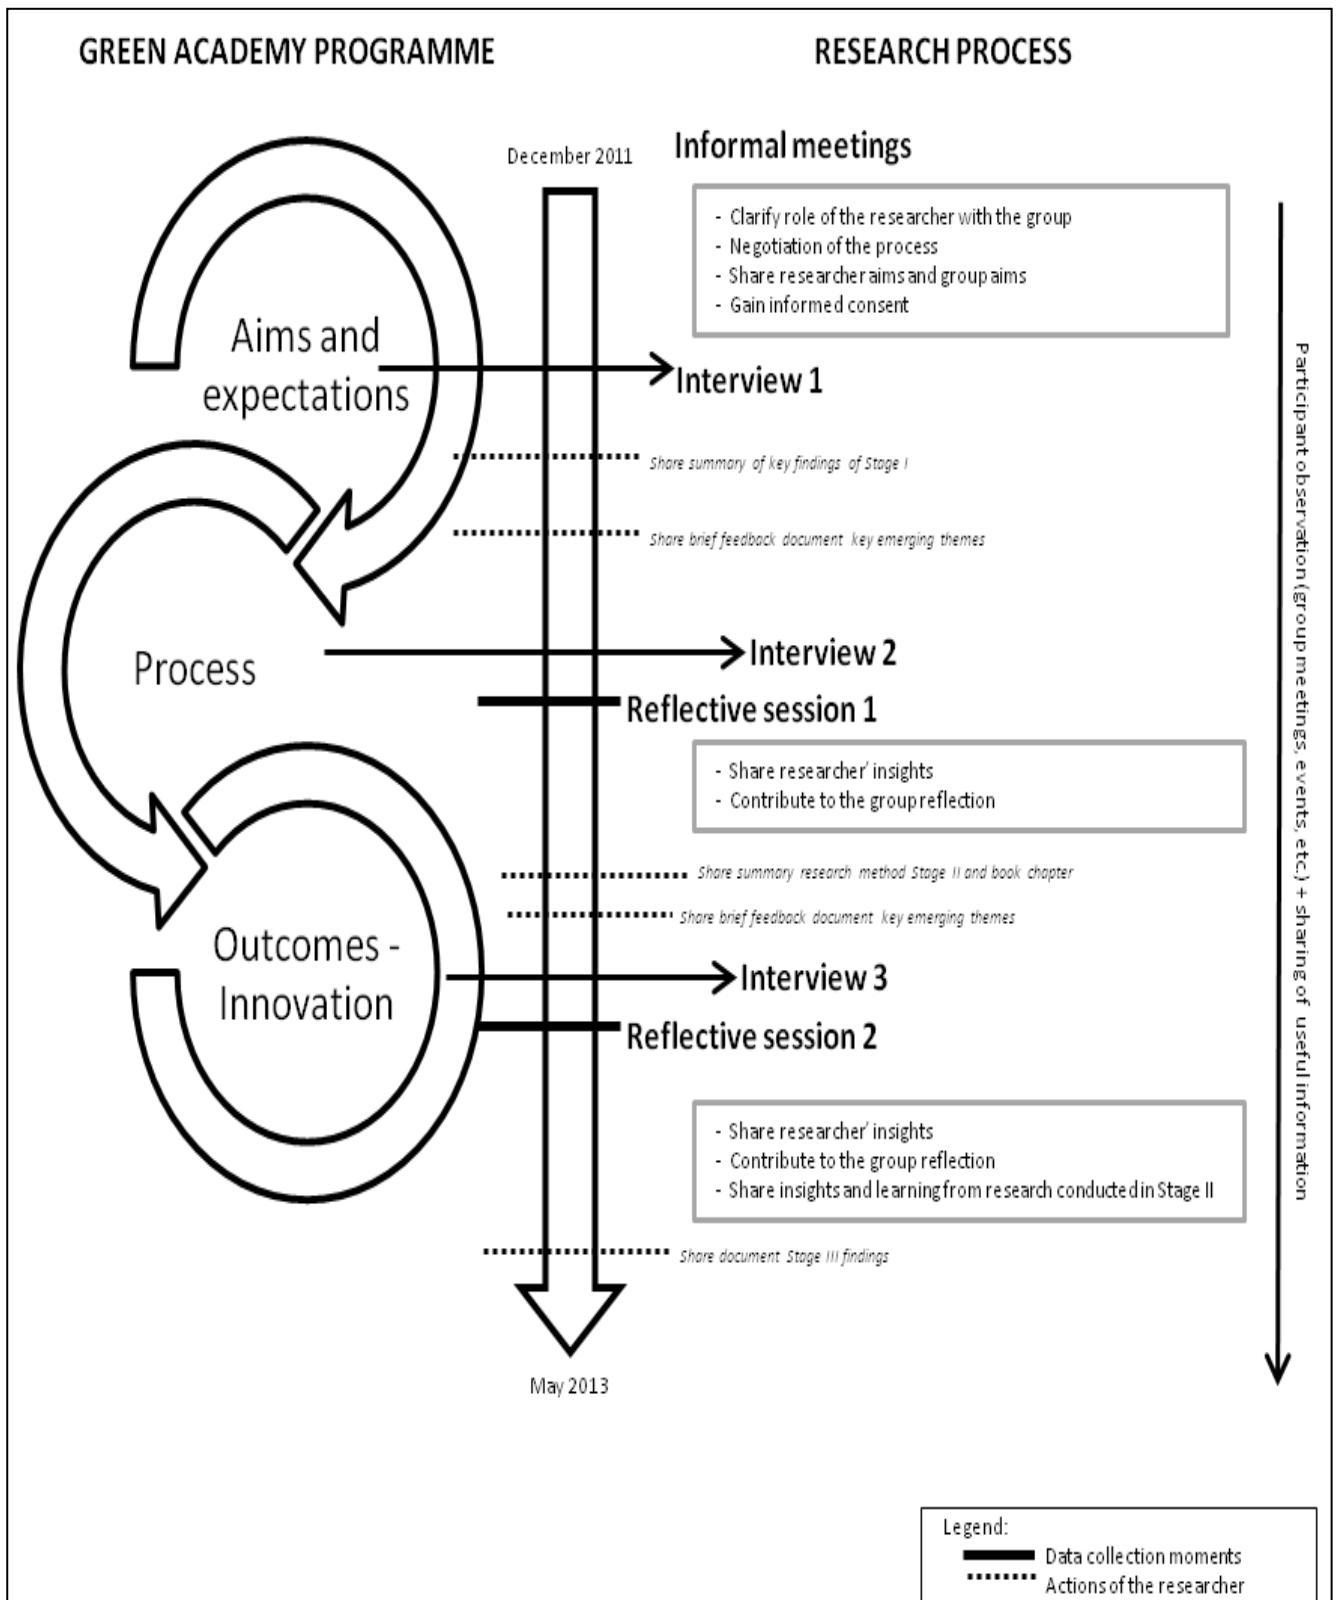 GREEN ACADEMY PROGRAMME
RESEARCH PROCESS
December 2011
Informal meetings
- Clarify role of the researcher with the group
- Negotiation of the process
- Share researcher aims and group aims
- Gain informed consent
Aims and
expectations
Interview 1
Share summary of key findings of Stage I
Share brief feedback document key emerging themes
Process
Interview 2
Reflective session 1
- Share researcher' insights
- Contribute to the group reflection
Share summary research method Stage II and book chapter
Share brief feedback document key emerging themes
Outcomes -
Innovation
Interview 3
Reflective session 2
- Share researcher' insights
- Contribute to the group reflection
- Share insights and learning from research conducted in Stage II
Share document Stage III findings
May 2013
Participant observation (group meetings, events, etc.) + sharing of useful information
Legend:
Data collection moments
Actions of the researcher